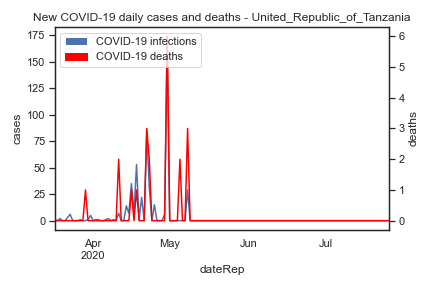 New COVID-19 daily cases and deaths - United_Republic_of_Tanzania
COVID-19 infections
COVID-19 deaths
175
150
125
100
75
50
25
0
cases
6
5
4
3
2
1
0
deaths
Apr
2020
May
Jun
Jul
dateRep